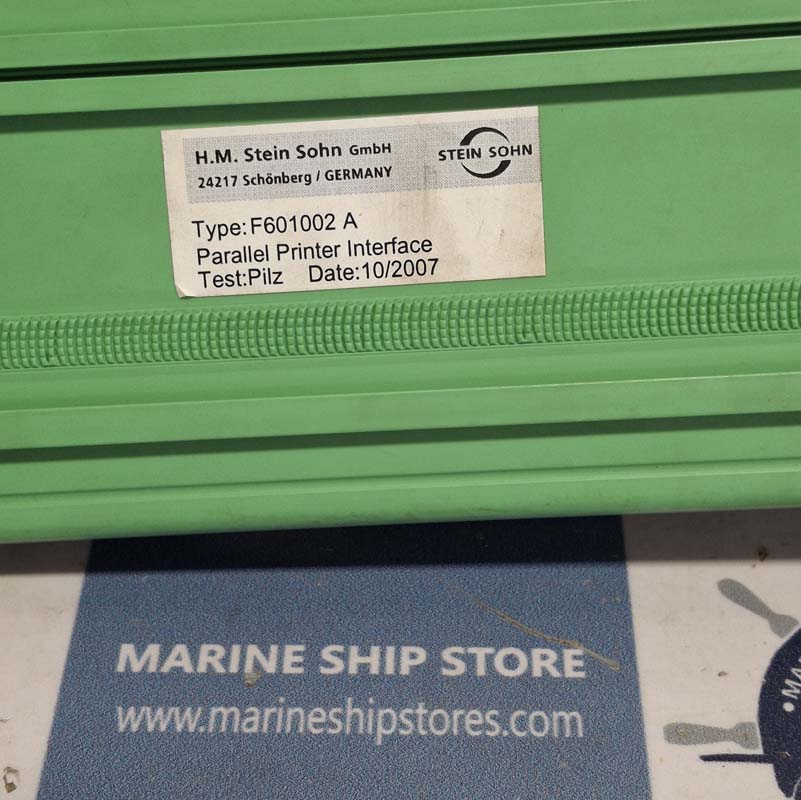 H.M. Stein Sohn GmbH
24217 Schönberg / GERMANY
STEIN SOHN
Type:F601002 A
Parallel Printer Interface
Test:Pilz Date:10/2007
MARINE SHIP STORE
www.marineshipstores.com